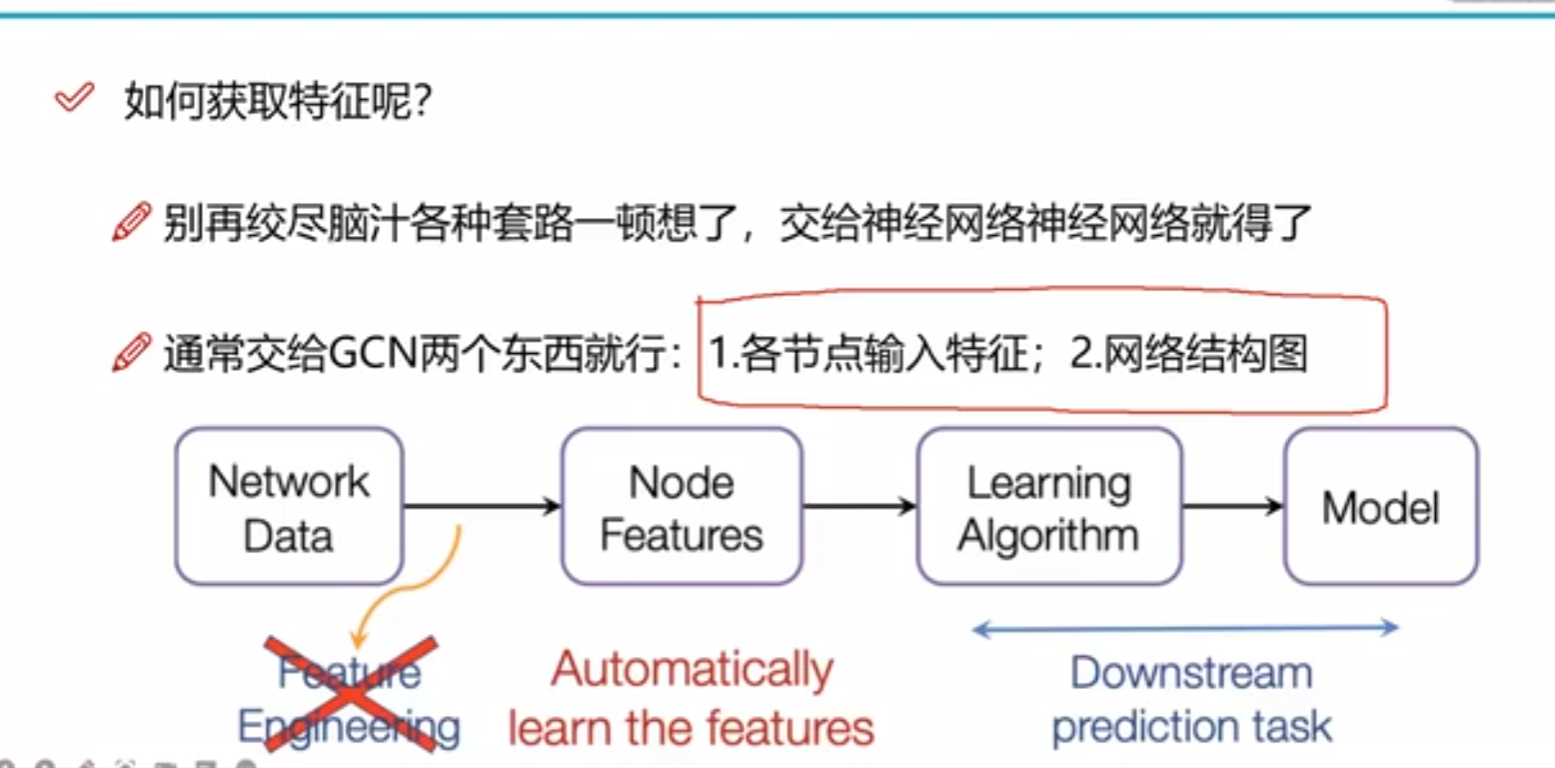 如何获取特征呢？
别再绞尽脑汁各种套路一顿想了，交给神经网络神经网络就得了
通常交给GCN两个东西就行：1.各节点输入特征；2.网络结构图
Network
Data
Node
Features
Learning
Algorithm
Model
Feature
Engineering
Automatically
learn the features
Downstream
prediction task